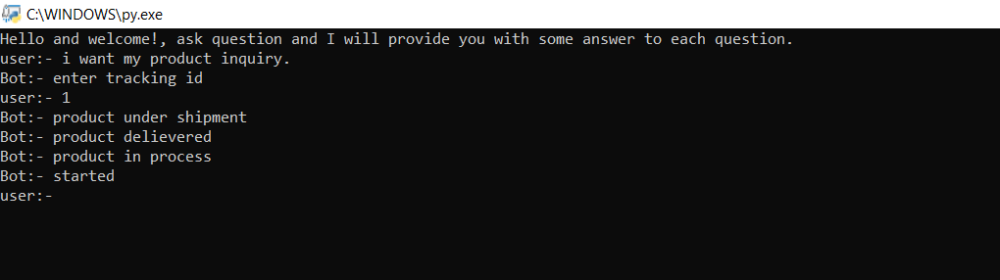 C:\WINDOWS\py.exe
Hello and welcome!, ask question and I will provide you with some answer to each question.
user:- i want my product inquiry.
Bot:- enter tracking id
user:- 1
Bot:- product under shipment
Bot:- product delievered
Bot:- product in process
Bot:- started
user:-